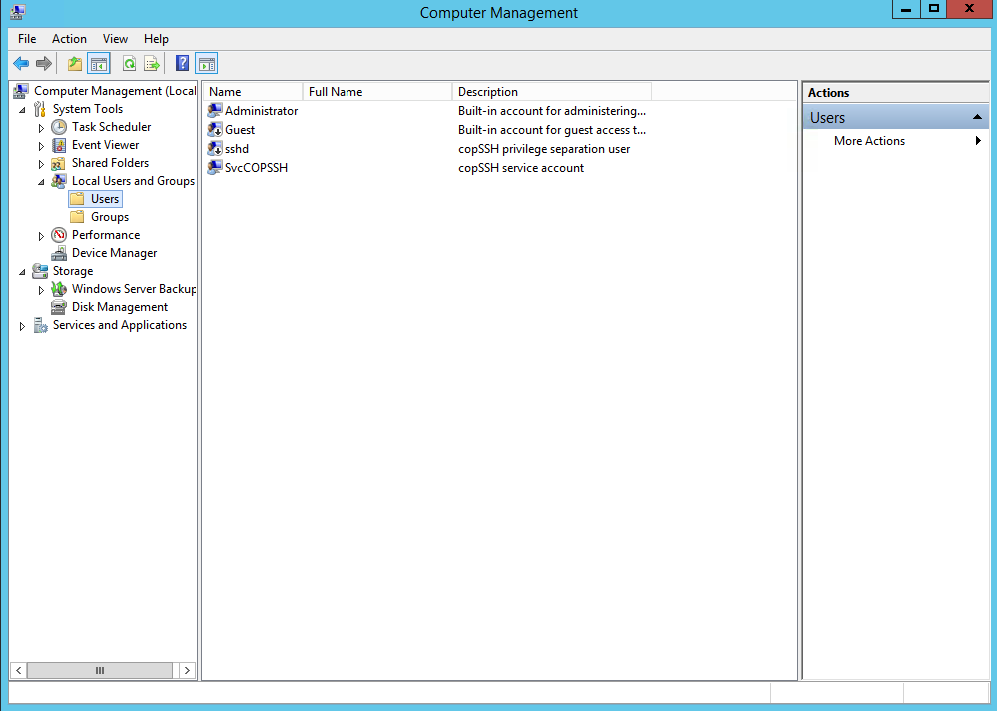 Computer Management
File Action View Help
Computer Management (Local
System Tools
Task Scheduler
Event Viewer
Shared Folders
Local Users and Groups
Users
Groups
Performance
Device Manager
Storage
Windows Server Backup
Disk Management
Services and Applications
Name Full Name Description
Administrator Built-in account for administering...
Guest Built-in account for guest access t...
sshd copSSH privilege separation user
SvcCOPSSH copSSH service account
Actions
Users
More Actions